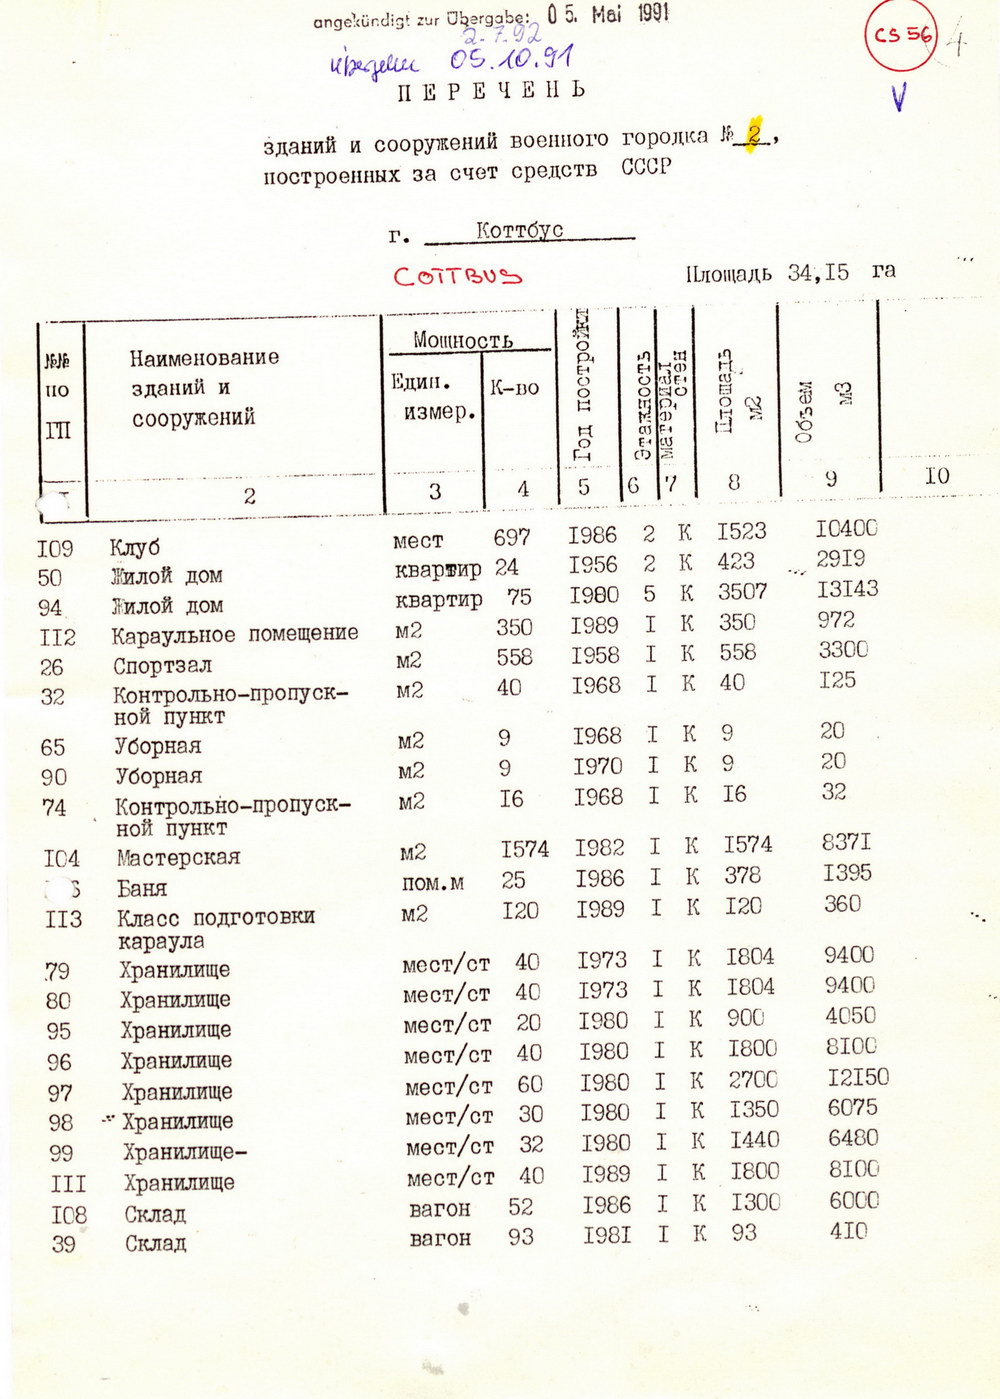 angekündigt zur Übergabe: 05. Mai 1991
2.7.92
05.10.91
CS 56
4
V
ПЕРЕЧЕНЬ
зданий и сооружений военного городка № 2,
построенных за счет средств СССР
г. Коттбус
COTTBUS
Площадь 34,15 га
№№ по ГП | Наименование зданий и сооружений | Мощность Един. измер. | К-во | Год постройки | Этажность | материал стен | Площадь м2 | Объем м3
2 3 4 5 6 7 8 9 10
109 Клуб мест 697 1986 2 К 1523 10400
50 Жилой дом квартир 24 1956 2 К 423 2919
94 Жилой дом квартир 75 1980 5 К 3507 13143
112 Караульное помещение м2 350 1989 1 К 350 972
26 Спортзал м2 558 1958 1 К 558 3300
32 Контрольно-пропуск- м2 40 1968 1 К 40 125
ной пункт
65 Уборная м2 9 1968 1 К 9 20
90 Уборная м2 9 1970 1 К 9 20
74 Контрольно-пропуск- м2 16 1968 1 К 16 32
ной пункт
104 Мастерская м2 1574 1982 1 К 1574 8371
Баня пом.м 25 1986 1 К 378 1395
113 Класс подготовки м2 120 1989 1 К 120 360
караула
79 Хранилище мест/ст 40 1973 1 К 1804 9400
80 Хранилище мест/ст 40 1973 1 К 1804 9400
95 Хранилище мест/ст 20 1980 1 К 900 4050
96 Хранилище мест/ст 40 1980 1 К 1800 8100
97 Хранилище мест/ст 60 1980 1 К 2700 12150
98 Хранилище мест/ст 30 1980 1 К 1350 6075
99 Хранилище- мест/ст 32 1980 1 К 1440 6480
111 Хранилище мест/ст 40 1989 1 К 1800 8100
108 Склад вагон 52 1986 1 К 1300 6000
39 Склад вагон 93 1981 1 К 93 410